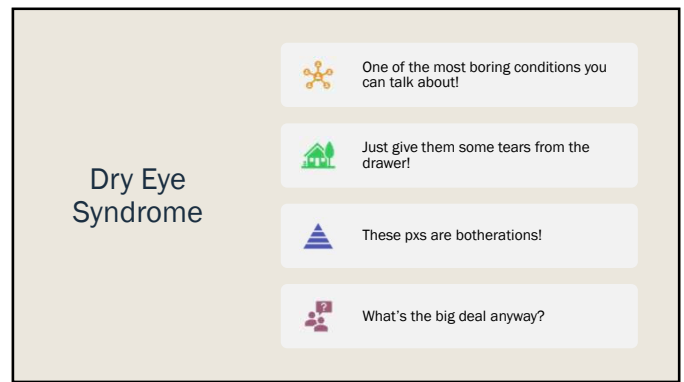 Dry Eye
Syndrome
One of the most boring conditions you
can talk about!
Just give them some tears from the
drawer!
These pxs are botherations!
?
What's the big deal anyway?